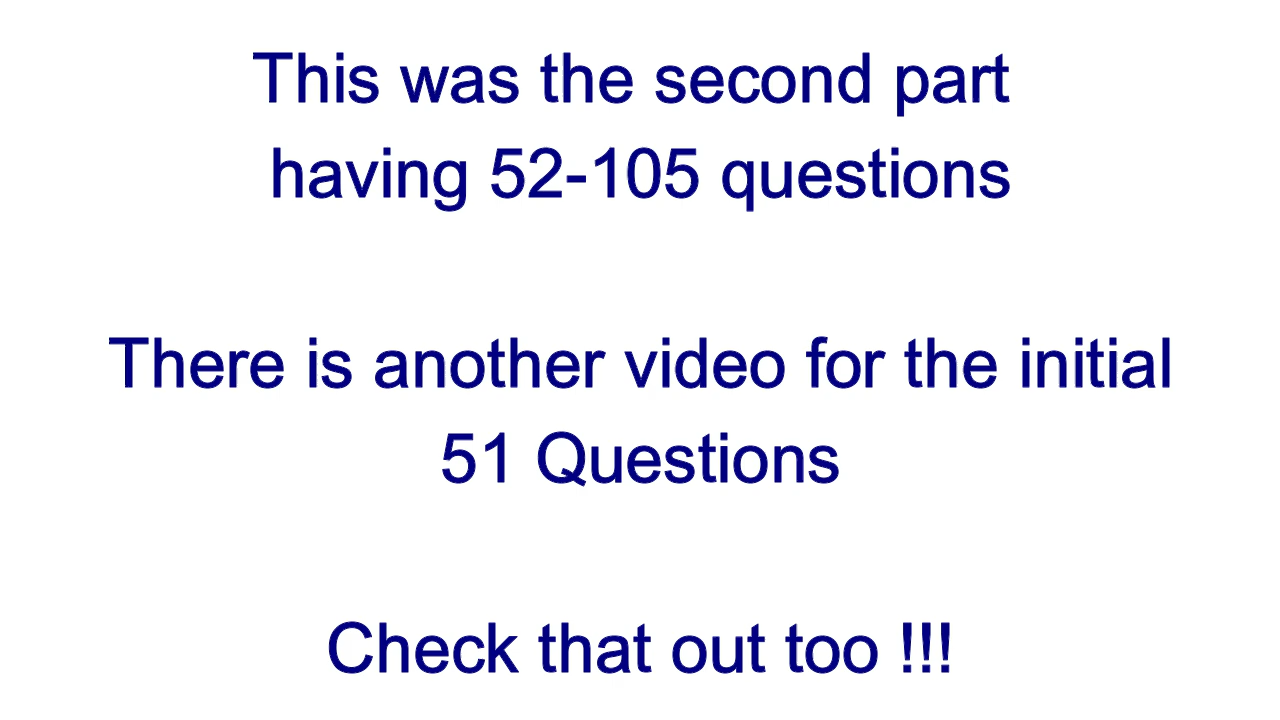 This was the second part
having 52-105 questions
There is another video for the initial
51 Questions
Check that out too !!!